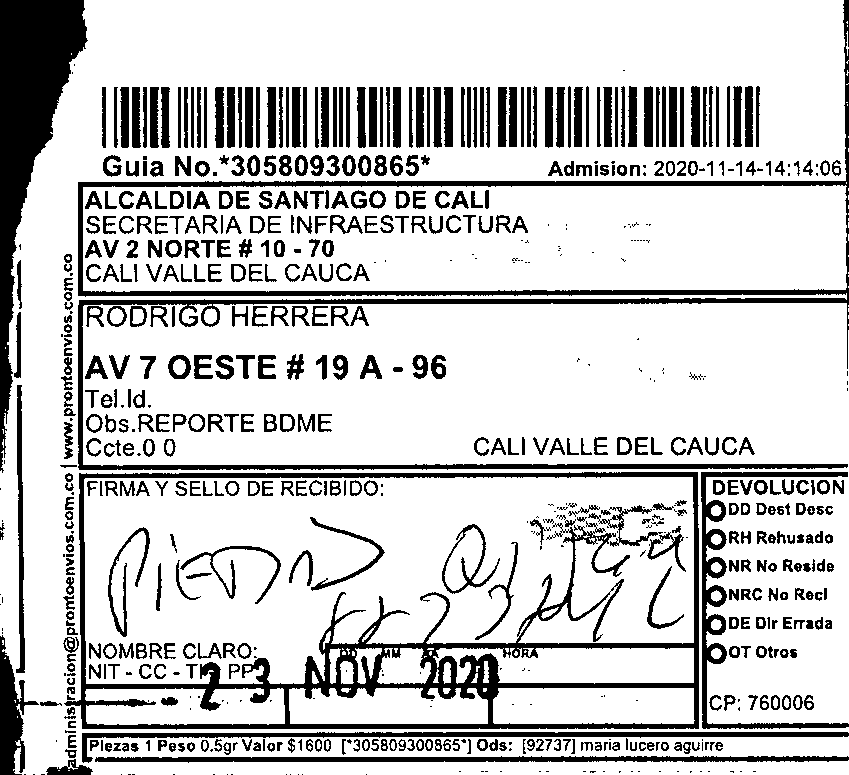 Guia No.*305809300865*
Admision: 2020-11-14-14:14:06
ALCALDIA DE SANTIAGO DE CALI
SECRETARIA DE INFRAESTRUCTURA
AV 2 NORTE # 10 - 70
CALI VALLE DEL CAUCA
RODRIGO HERRERA
AV 7 OESTE # 19 A - 96
Tel.Id.
Obs.REPORTE BDME
Ccte.0 0
CALI VALLE DEL CAUCA
FIRMA Y SELLO DE RECIBIDO:
PIEDAD
NOMBRE CLARO:
DD MM AA HORA
NIT - CC - TI PP
23 NOV 2020
DEVOLUCION
DD Dest Desc
RH Rehusado
NR No Reside
NRC No Recl
DE Dir Errada
OT Otros
CP: 760006
Piezas 1 Peso 0.5gr Valor $1600 [*305809300865*] Ods: [92737] maria lucero aguirre
administracion@prontoenvios.com.co | www.prontoenvios.com.co